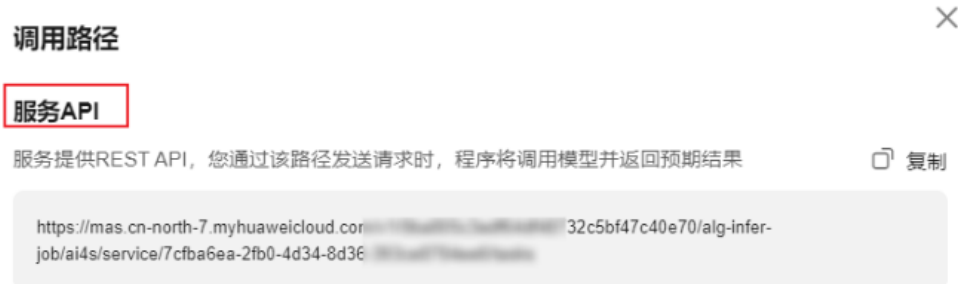 调用路径
服务API
服务提供REST API，您通过该路径发送请求时，程序将调用模型并返回预期结果
复制
https://mas.cn-north-7.myhuaweicloud.com 32c5bf47c40e70/alg-infer-
job/ai4s/service/7cfba6ea-2fb0-4d34-8d36